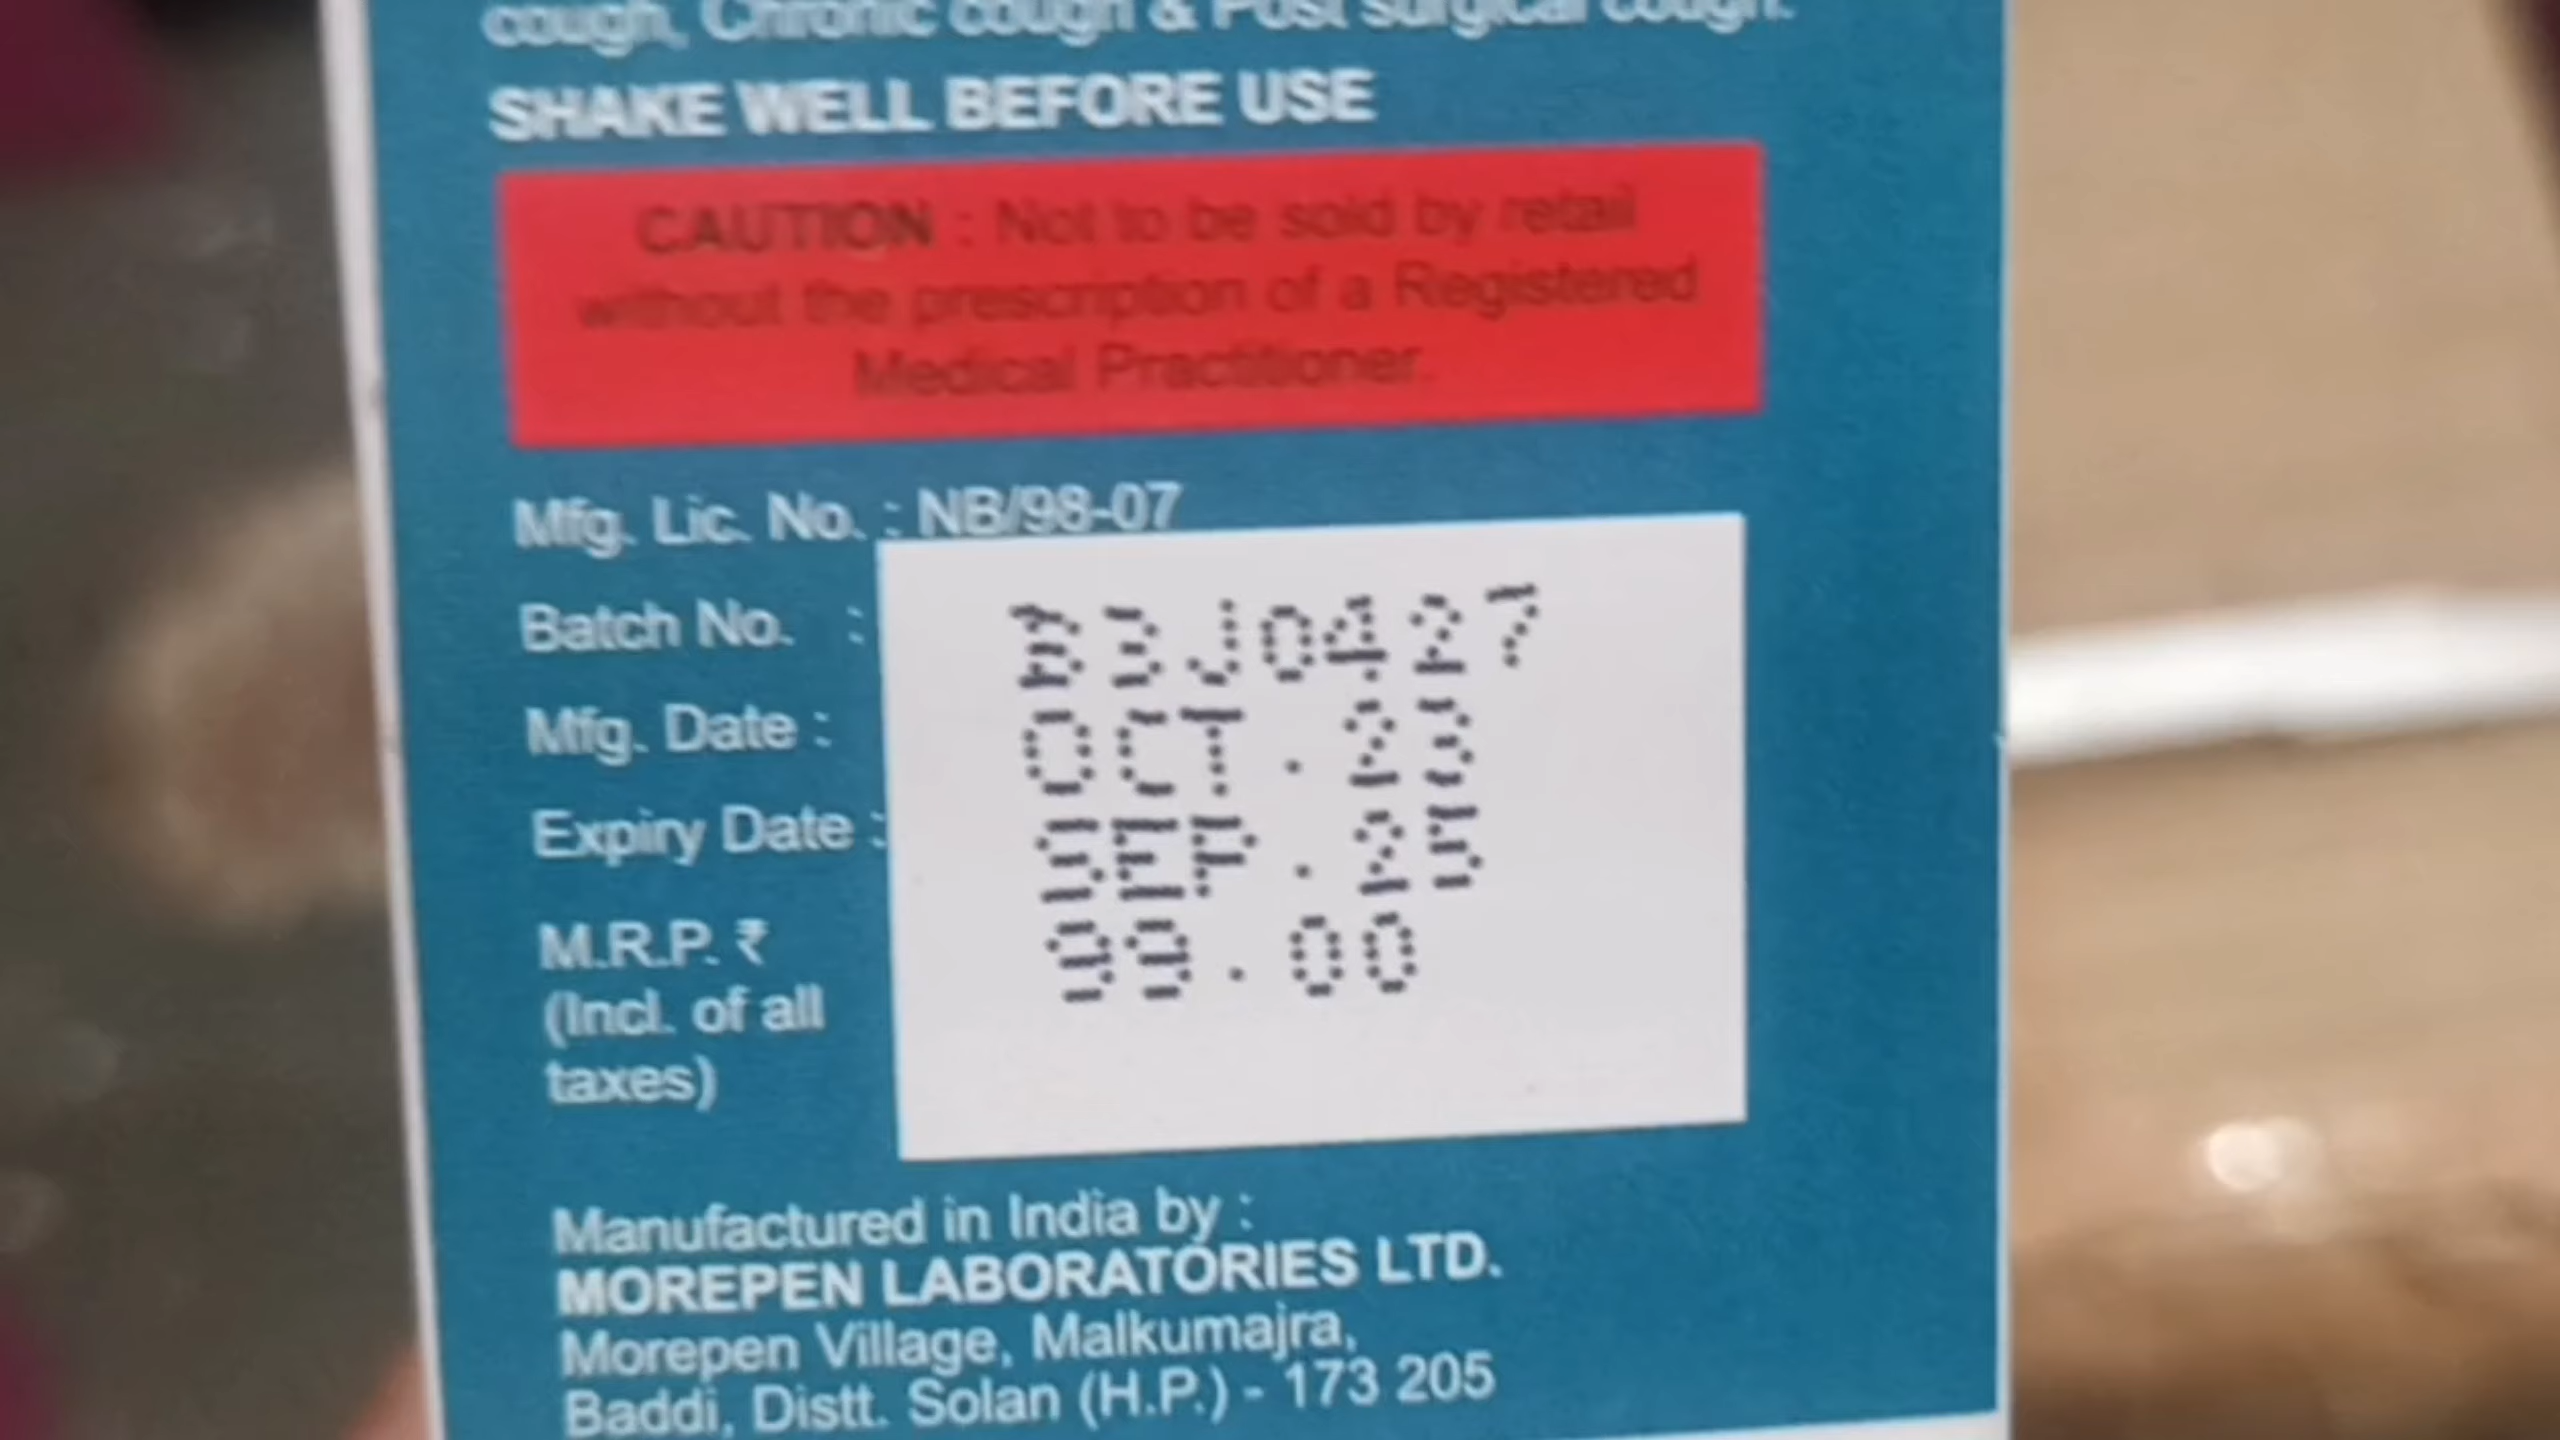 cough, Chronic cough & Post surgical cough.
SHAKE WELL BEFORE USE
CAUTION : Not to be sold by retail
without the prescription of a Registered
Medical Practitioner.
Mfg. Lic. No. : NB/98-07
Batch No. : B3J0427
Mfg. Date : OCT.23
Expiry Date : SEP.25
M.R.P. ₹ 99.00
(Incl. of all
taxes)
Manufactured in India by :
MOREPEN LABORATORIES LTD.
Morepen Village, Malkumajra,
Baddi, Distt. Solan (H.P.) - 173 205